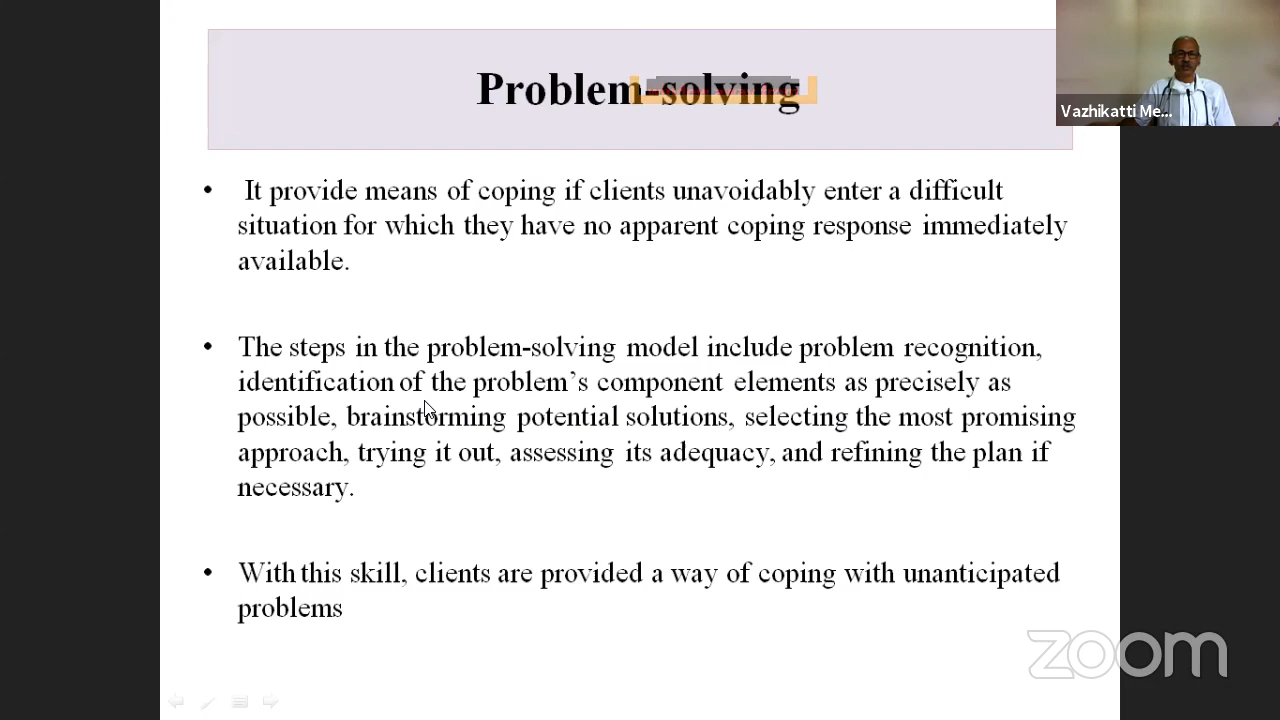 Problem-solving
Vazhikatti Me...
• It provide means of coping if clients unavoidably enter a difficult
situation for which they have no apparent coping response immediately
available.
• The steps in the problem-solving model include problem recognition,
identification of the problem’s component elements as precisely as
possible, brainstorming potential solutions, selecting the most promising
approach, trying it out, assessing its adequacy, and refining the plan if
necessary.
• With this skill, clients are provided a way of coping with unanticipated
problems
zoom